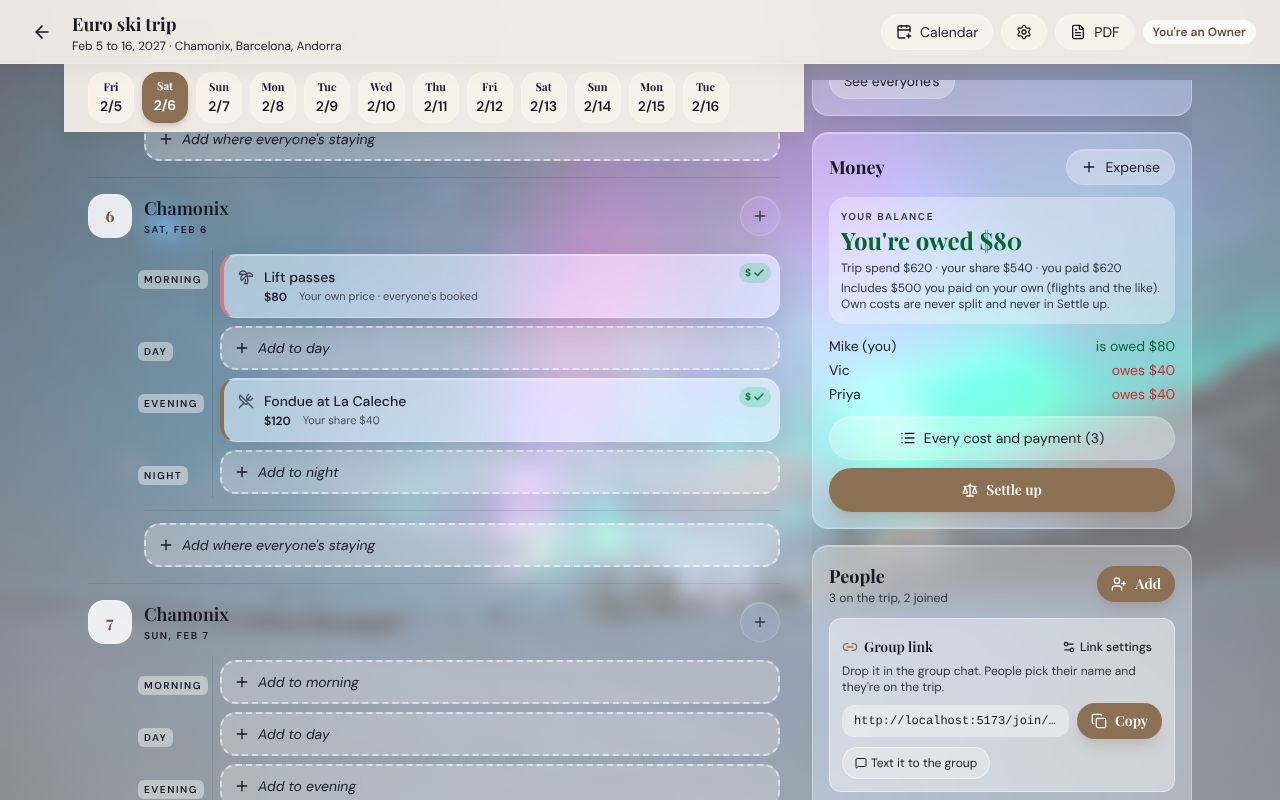 Euro ski trip
Feb 5 to 16, 2027 · Chamonix, Barcelona, Andorra
Calendar
PDF
You're an Owner
Fri 2/5
Sat 2/6
Sun 2/7
Mon 2/8
Tue 2/9
Wed 2/10
Thu 2/11
Fri 2/12
Sat 2/13
Sun 2/14
Mon 2/15
Tue 2/16
Add where everyone's staying
6
Chamonix
SAT, FEB 6
MORNING
Lift passes
$80 Your own price · everyone's booked
$
DAY
Add to day
EVENING
Fondue at La Caleche
$120 Your share $40
$
NIGHT
Add to night
Add where everyone's staying
7
Chamonix
SUN, FEB 7
MORNING
Add to morning
DAY
Add to day
EVENING
Add to evening
See everyone's
Money
Expense
YOUR BALANCE
You're owed $80
Trip spend $620 · your share $540 · you paid $620
Includes $500 you paid on your own (flights and the like).
Own costs are never split and never in Settle up.
Mike (you) is owed $80
Vic owes $40
Priya owes $40
Every cost and payment (3)
Settle up
People
3 on the trip, 2 joined
Add
Group link
Link settings
Drop it in the group chat. People pick their name and
they're on the trip.
http://localhost:5173/join/…
Copy
Text it to the group